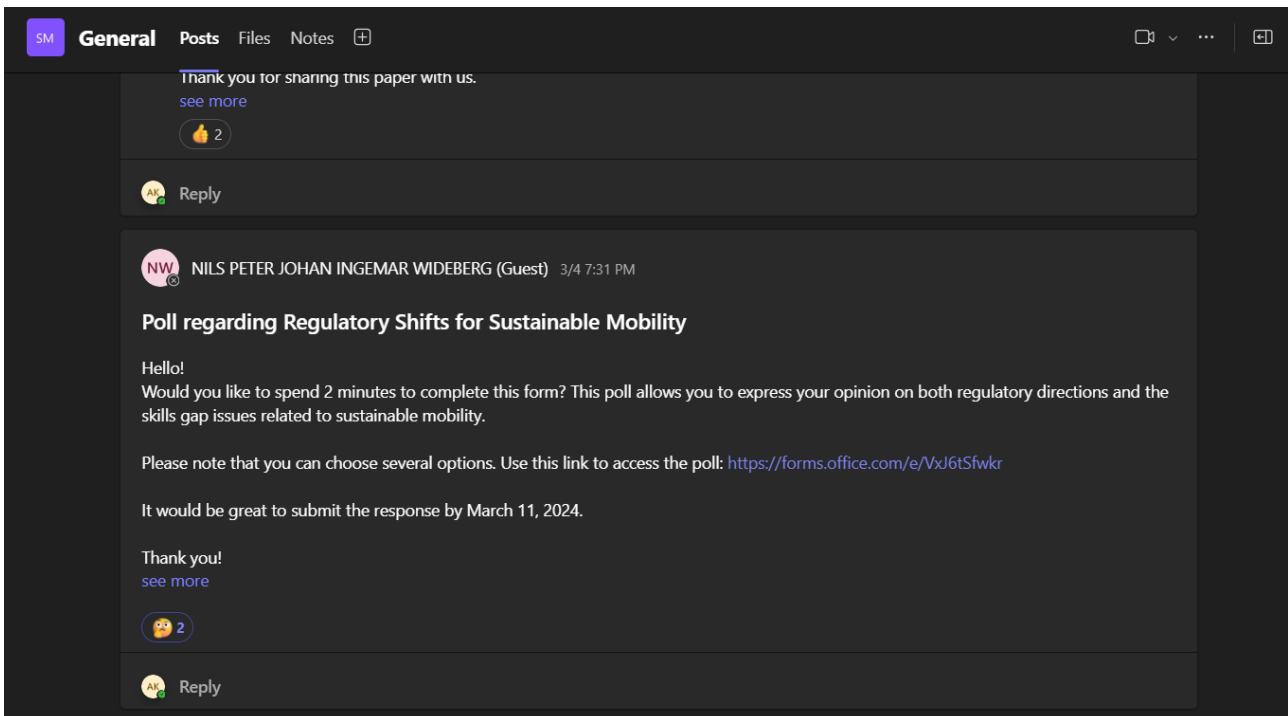 SM General Posts Files Notes
Thank you for sharing this paper with us.
see more
2
AK Reply
NW NILS PETER JOHAN INGEMAR WIDEBERG (Guest) 3/4 7:31 PM
Poll regarding Regulatory Shifts for Sustainable Mobility
Hello!
Would you like to spend 2 minutes to complete this form? This poll allows you to express your opinion on both regulatory directions and the
skills gap issues related to sustainable mobility.
Please note that you can choose several options. Use this link to access the poll: https://forms.office.com/e/VxJ6tSfwkr
It would be great to submit the response by March 11, 2024.
Thank you!
see more
2
AK Reply